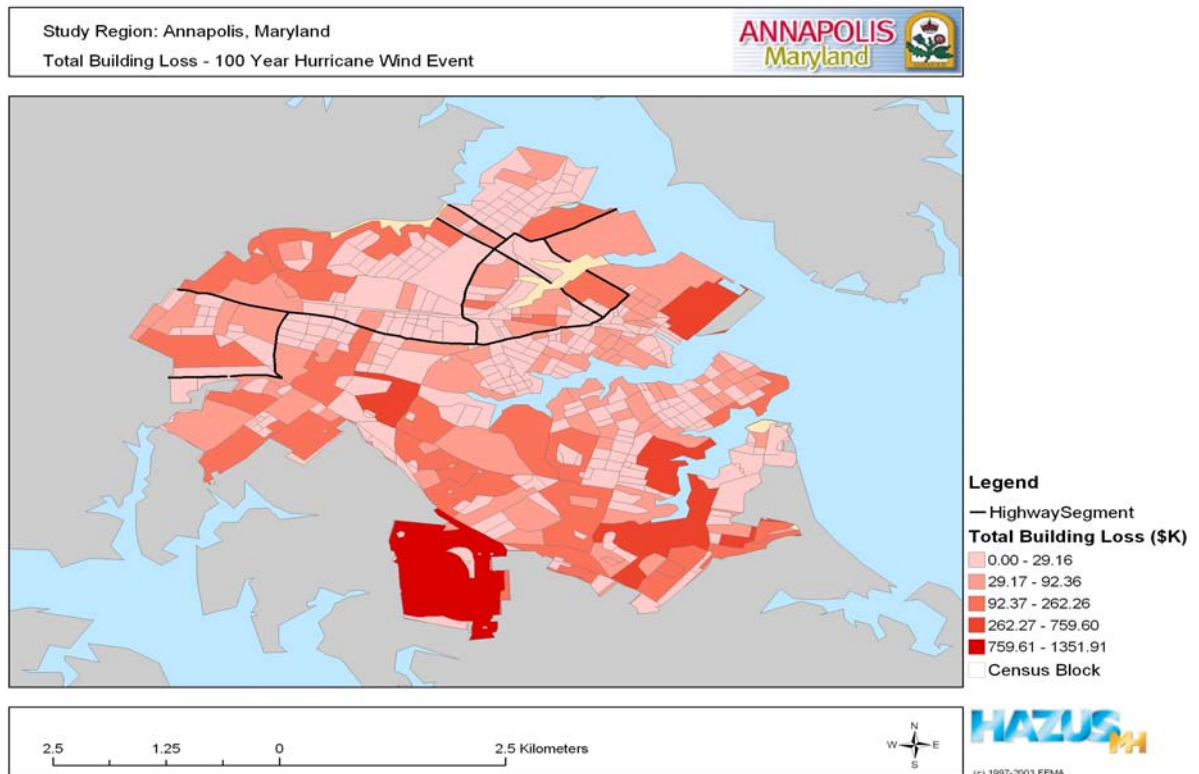 Study Region: Annapolis, Maryland
Total Building Loss - 100 Year Hurricane Wind Event
ANNAPOLIS
Maryland
Legend
HighwaySegment
Total Building Loss ($K)
0.00 - 29.16
29.17 - 92.36
92.37 - 262.26
262.27 - 759.60
759.61 - 1351.91
Census Block
2.5 1.25 0 2.5 Kilometers
N
W E
S
HAZUS
MH
(c) 1997-2003 FEMA